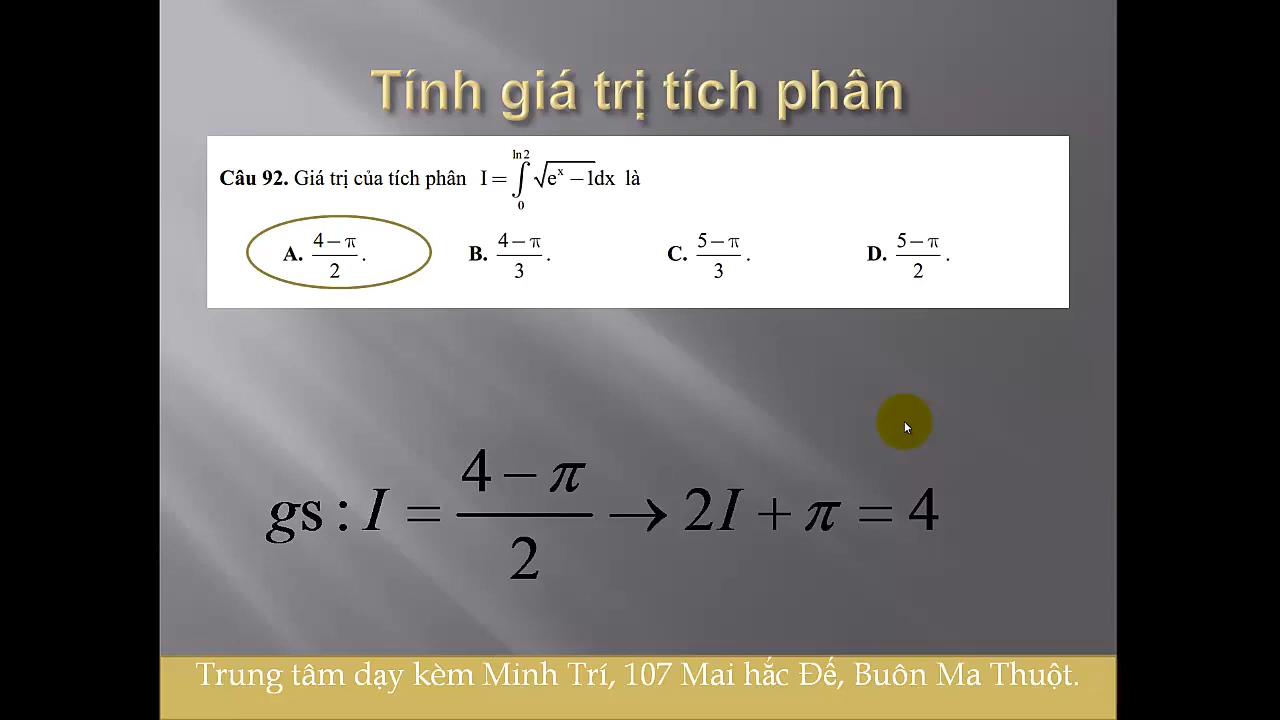 Tính giá trị tích phân
Câu 92. Giá trị của tích phân I = ∫₀^{ln2} √(eˣ − 1)dx là
A. (4 − π)/2 . B. (4 − π)/3 . C. (5 − π)/3 . D. (5 − π)/2 .
gs : I = (4 − π)/2 → 2I + π = 4
Trung tâm dạy kèm Minh Trí, 107 Mai hắc Đế, Buôn Ma Thuột.